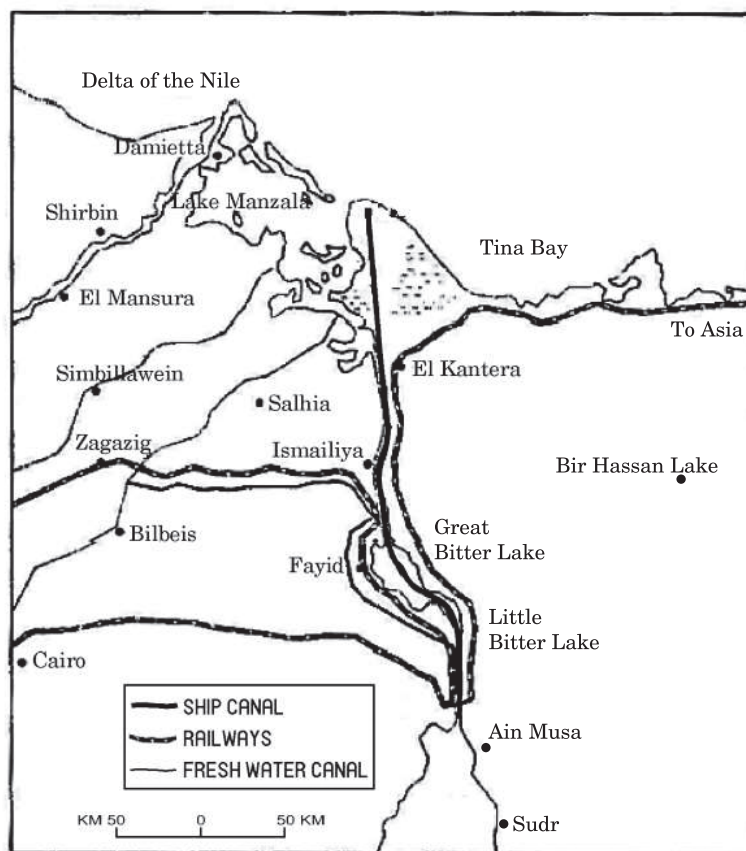 Delta of the Nile
Damietta
Lake Manzala
Shirbin
Tina Bay
El Mansura
To Asia
El Kantera
Simbillawein
Salhia
Zagazig
Ismailiya
Bir Hassan Lake
Bilbeis
Great
Bitter Lake
Fayid
Little
Bitter Lake
Cairo
SHIP CANAL
RAILWAYS
FRESH WATER CANAL
Ain Musa
KM 50 0 50 KM
Sudr